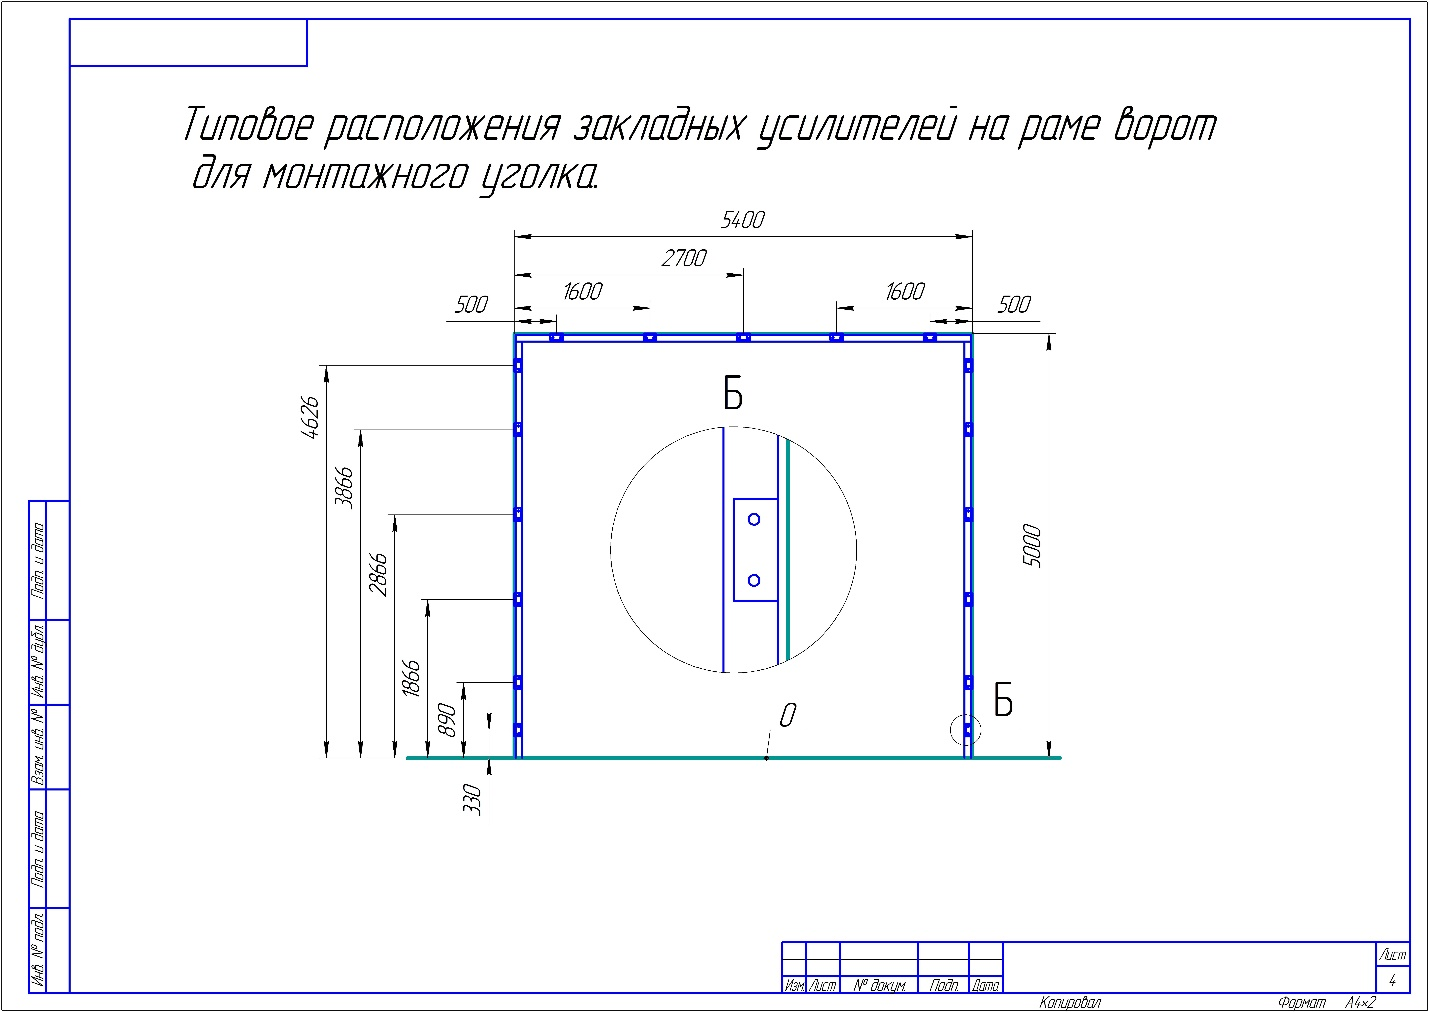 Типовое расположения закладных усилителей на раме ворот
для монтажного уголка.
5400
2700
1600
1600
500
500
4626
3866
2866
1866
890
330
5000
Б
Б
0
Подп. и дата
Инв. № дубл.
Взам. инв. №
Подп. и дата
Инв. № подл.
Изм. Лист № докум. Подп. Дата
Лист
4
Копировал
Формат А4×2